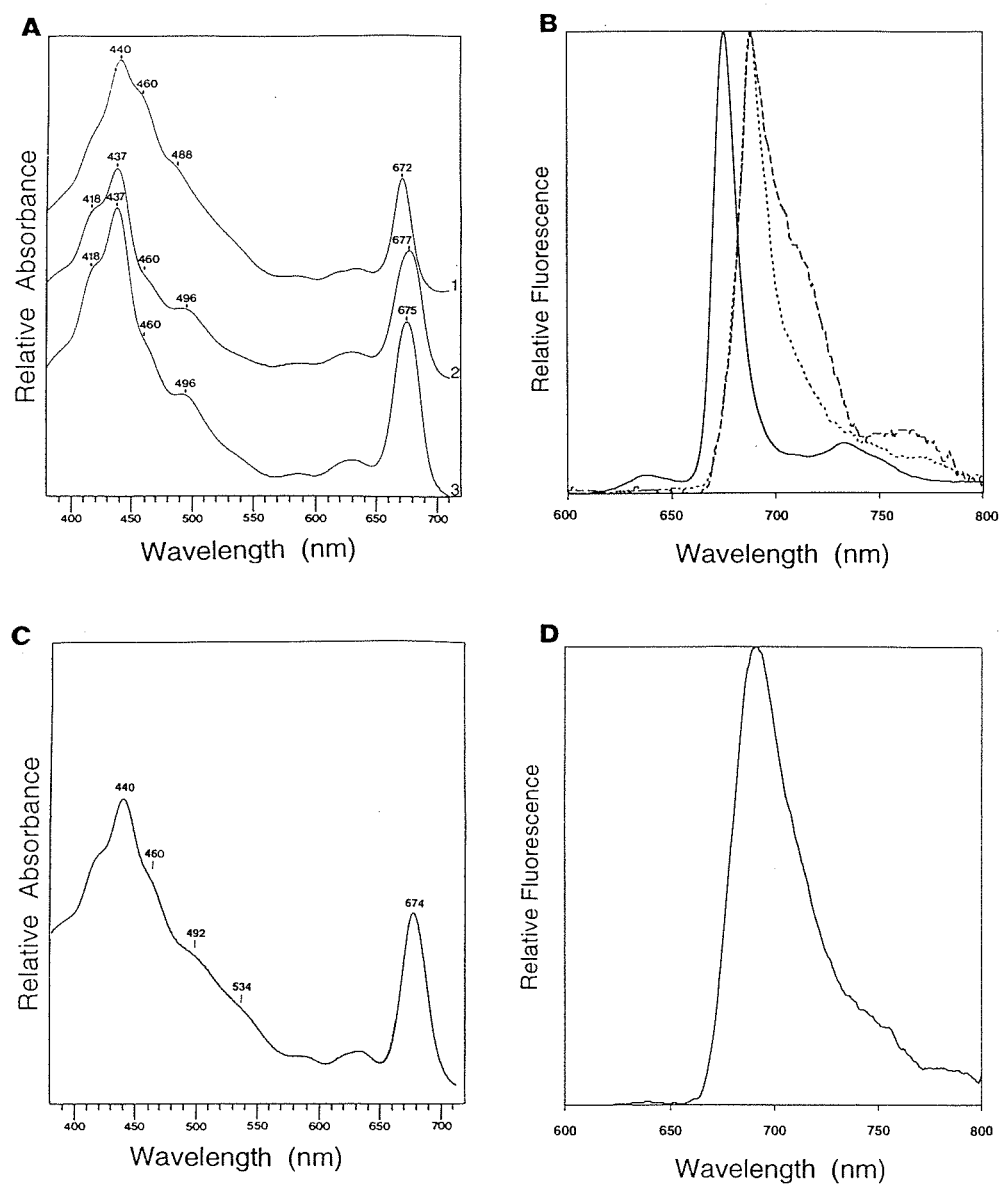 A
Relative Absorbance
440
460
488
672
1
437
418
460
496
677
2
437
418
460
496
675
3
400 450 500 550 600 650 700
Wavelength (nm)
B
Relative Fluorescence
600 650 700 750 800
Wavelength (nm)
C
Relative Absorbance
440
460
492
534
674
400 450 500 550 600 650 700
Wavelength (nm)
D
Relative Fluorescence
600 650 700 750 800
Wavelength (nm)